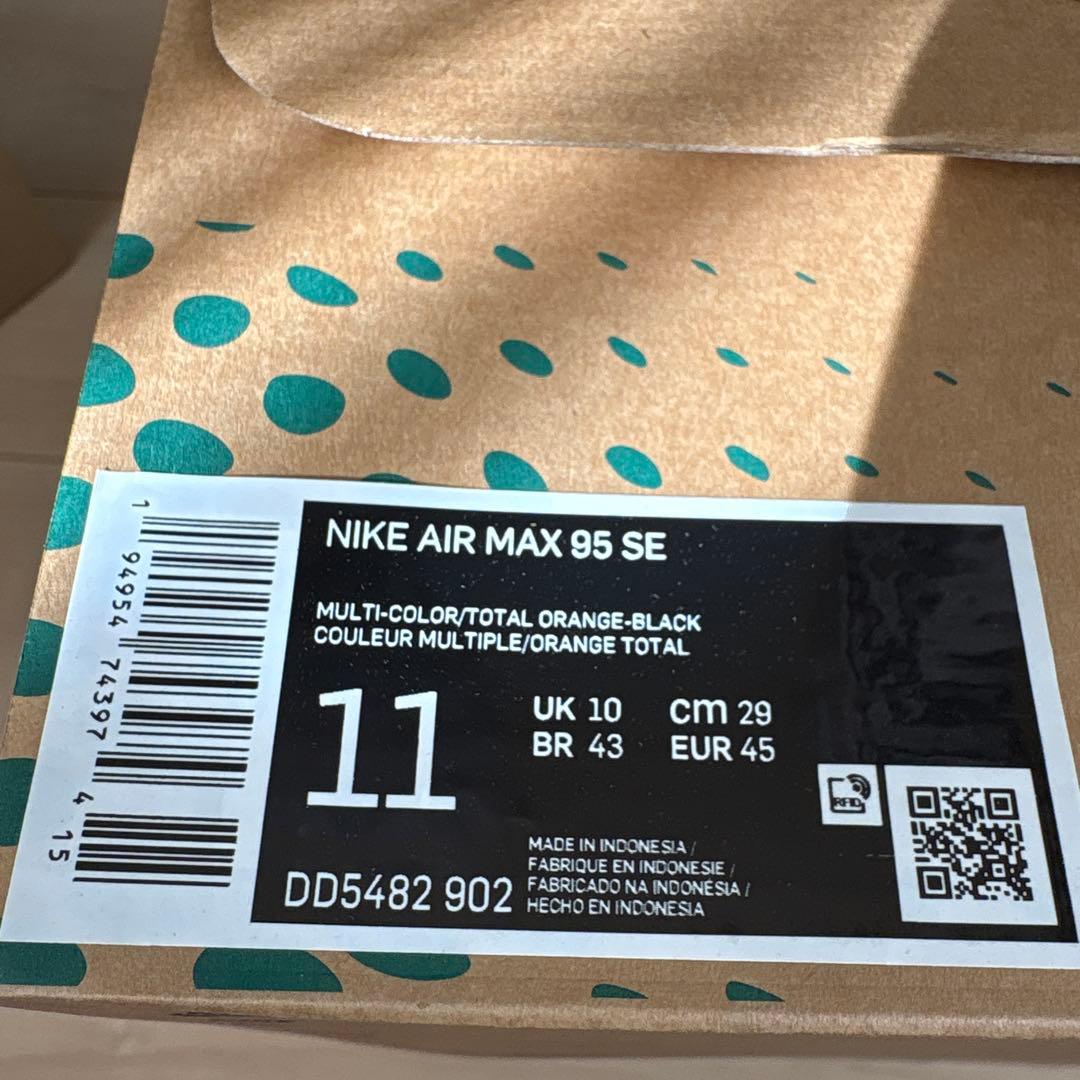 NIKE AIR MAX 95 SE
MULTI-COLOR/TOTAL ORANGE-BLACK
COULEUR MULTIPLE/ORANGE TOTAL
11
UK 10
cm 29
BR 43
EUR 45
RFID
MADE IN INDONESIA /
FABRIQUE EN INDONESIE /
FABRICADO NA INDONÉSIA /
HECHO EN INDONESIA
DD5482 902
1 94954 74397 4 15